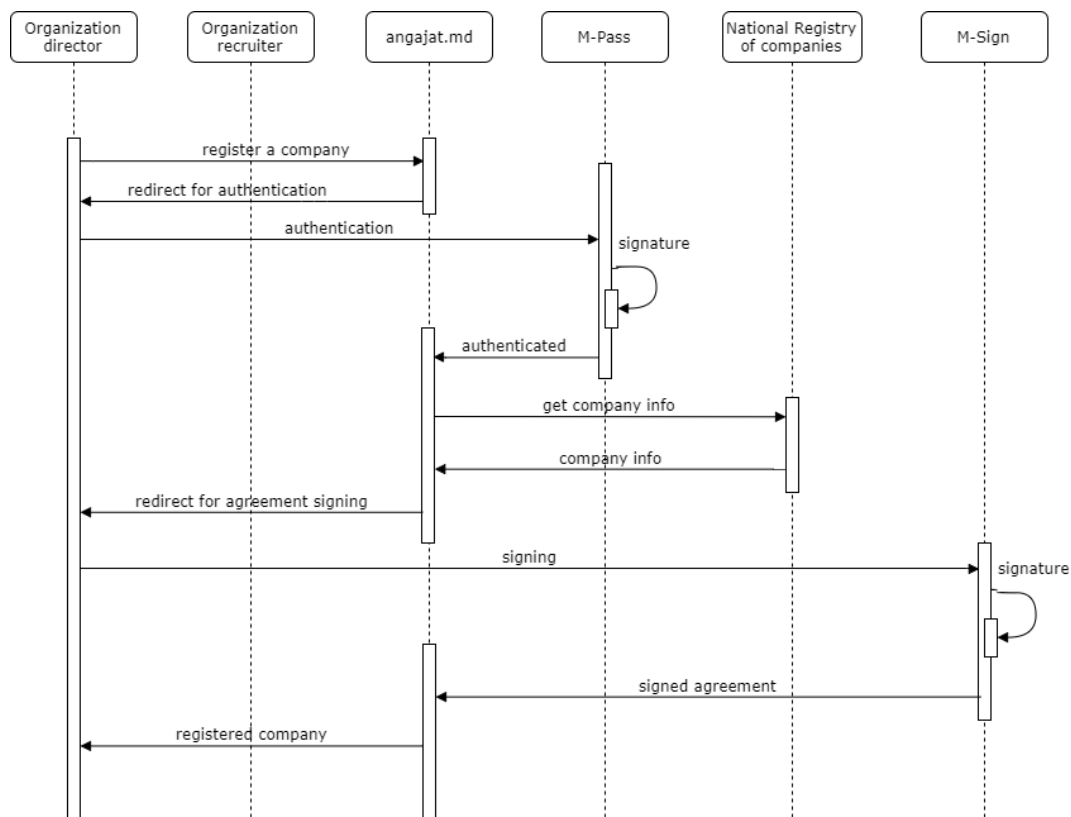 Organization
director
Organization
recruiter
angajat.md
M-Pass
National Registry
of companies
M-Sign
register a company
redirect for authentication
authentication
signature
authenticated
get company info
company info
redirect for agreement signing
signing
signature
signed agreement
registered company